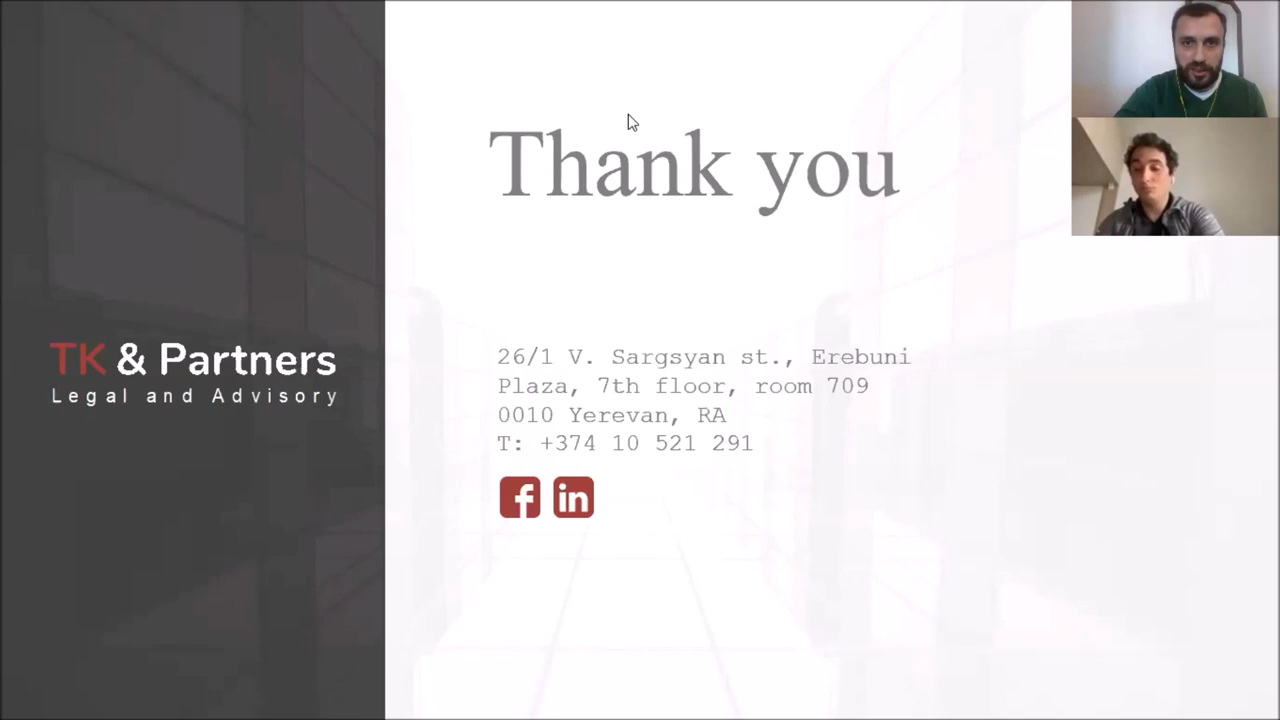 Thank you
TK & Partners
Legal and Advisory
26/1 V. Sargsyan st., Erebuni
Plaza, 7th floor, room 709
0010 Yerevan, RA
T: +374 10 521 291
f in